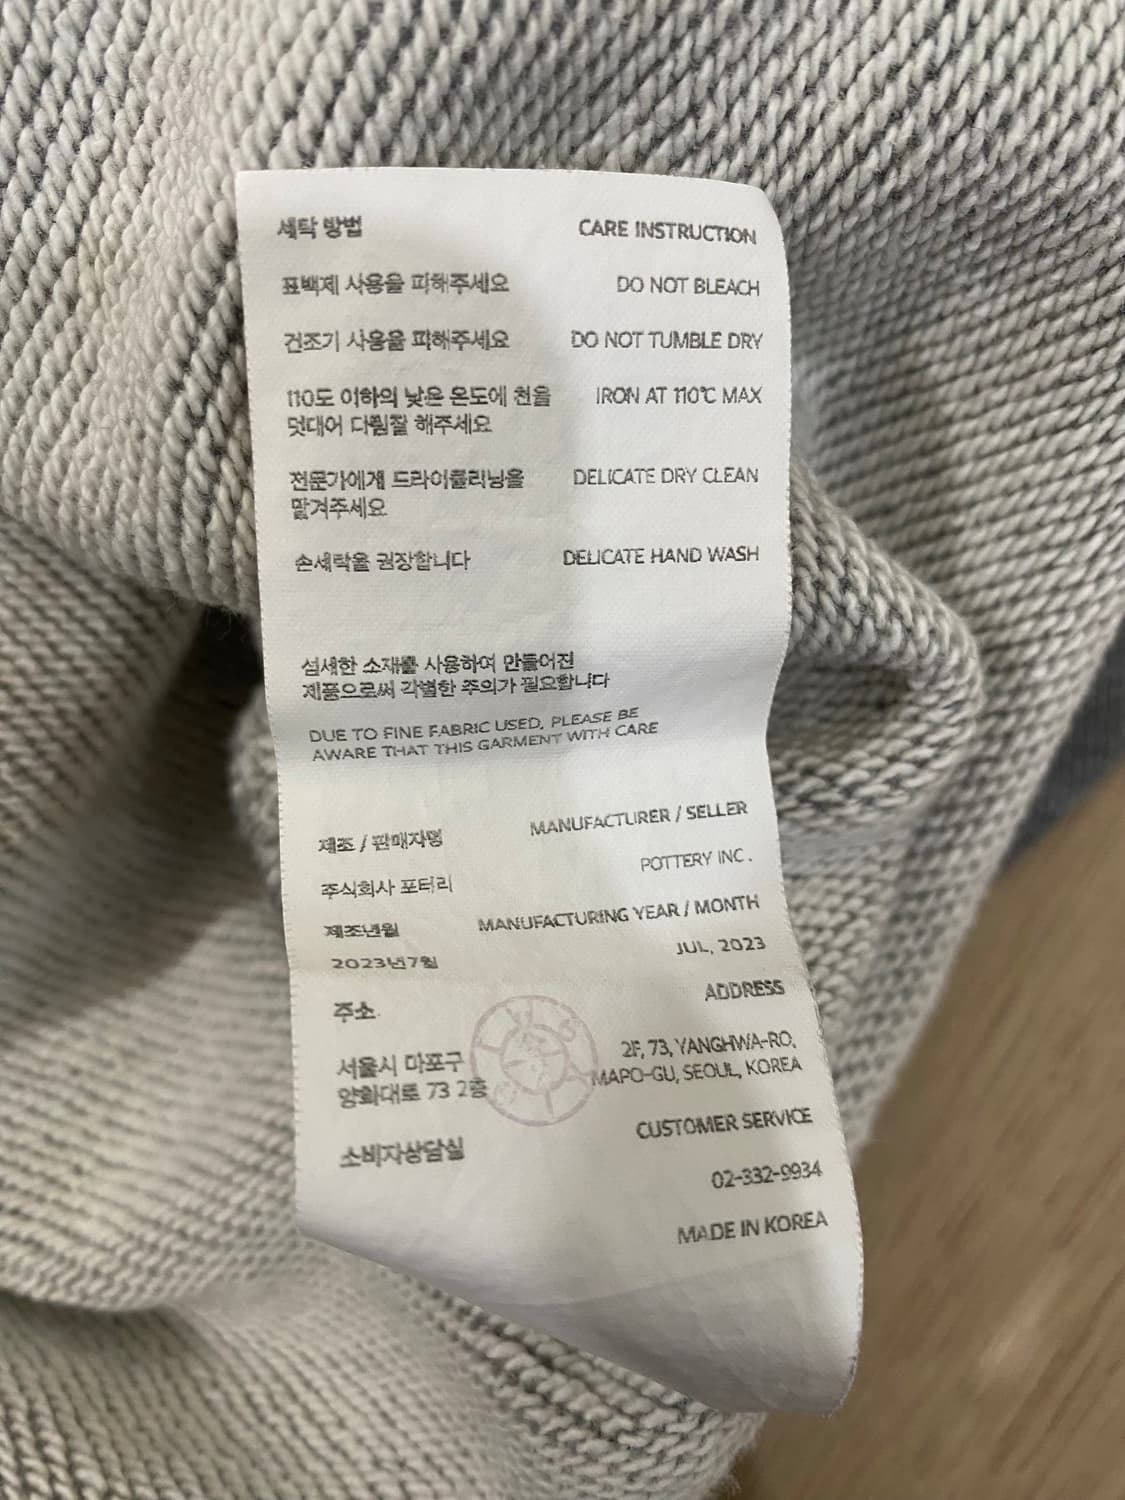 세탁 방법 CARE INSTRUCTION
표백제 사용을 피해주세요 DO NOT BLEACH
건조기 사용을 피해주세요 DO NOT TUMBLE DRY
110도 이하의 낮은 온도에 천을 IRON AT 110℃ MAX
덧대어 다림질 해주세요
전문가에게 드라이클리닝을 DELICATE DRY CLEAN
맡겨주세요
손세탁을 권장합니다 DELICATE HAND WASH
섬세한 소재를 사용하여 만들어진
제품으로써 각별한 주의가 필요합니다
DUE TO FINE FABRIC USED, PLEASE BE
AWARE THAT THIS GARMENT WITH CARE
제조 / 판매자명 MANUFACTURER / SELLER
POTTERY INC.
주식회사 포터리
제조년월 MANUFACTURING YEAR / MONTH
2023년7월 JUL, 2023
주소 ADDRESS
서울시 마포구 2F, 73, YANGHWA-RO,
양화대로 73 2층 MAPO-GU, SEOUL, KOREA
소비자상담실 CUSTOMER SERVICE
02-332-9934
MADE IN KOREA